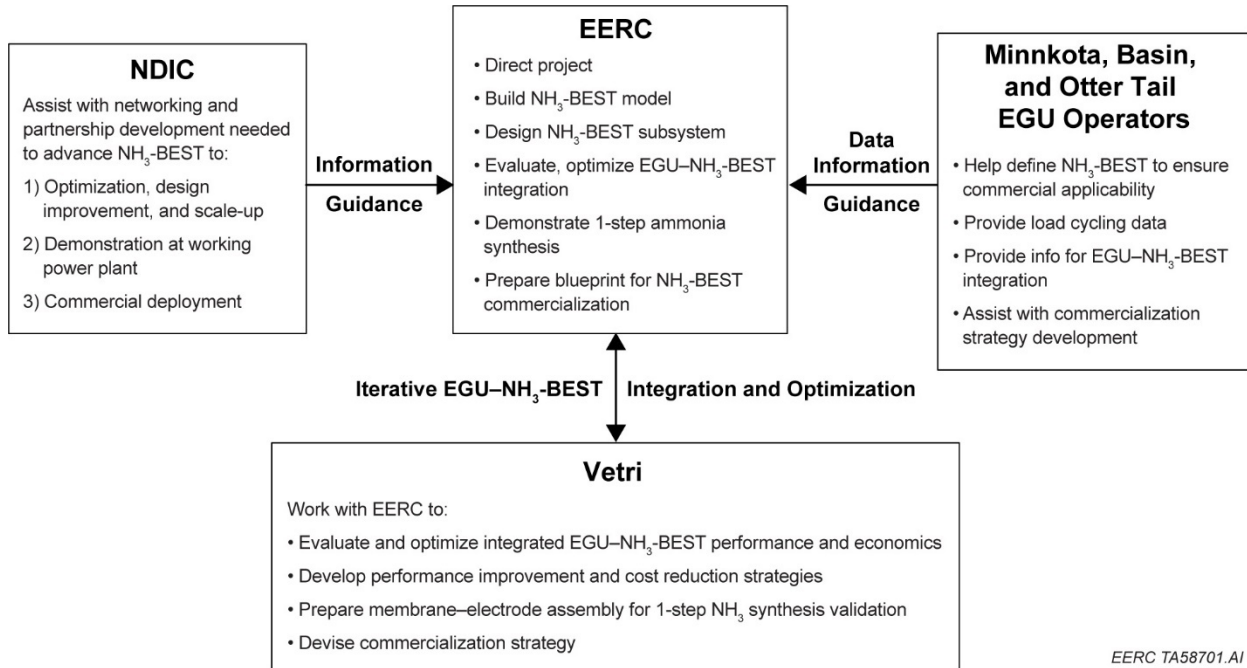 NDIC
Assist with networking and
partnership development needed
to advance NH₃-BEST to:
1) Optimization, design
improvement, and scale-up
2) Demonstration at working
power plant
3) Commercial deployment
Information
Guidance
EERC
• Direct project
• Build NH₃-BEST model
• Design NH₃-BEST subsystem
• Evaluate, optimize EGU–NH₃-BEST
integration
• Demonstrate 1-step ammonia
synthesis
• Prepare blueprint for NH₃-BEST
commercialization
Data
Information
Guidance
Minnkota, Basin,
and Otter Tail
EGU Operators
• Help define NH₃-BEST to ensure
commercial applicability
• Provide load cycling data
• Provide info for EGU–NH₃-BEST
integration
• Assist with commercialization
strategy development
Iterative EGU–NH₃-BEST Integration and Optimization
Vetri
Work with EERC to:
• Evaluate and optimize integrated EGU–NH₃-BEST performance and economics
• Develop performance improvement and cost reduction strategies
• Prepare membrane–electrode assembly for 1-step NH₃ synthesis validation
• Devise commercialization strategy
EERC TA58701.AI